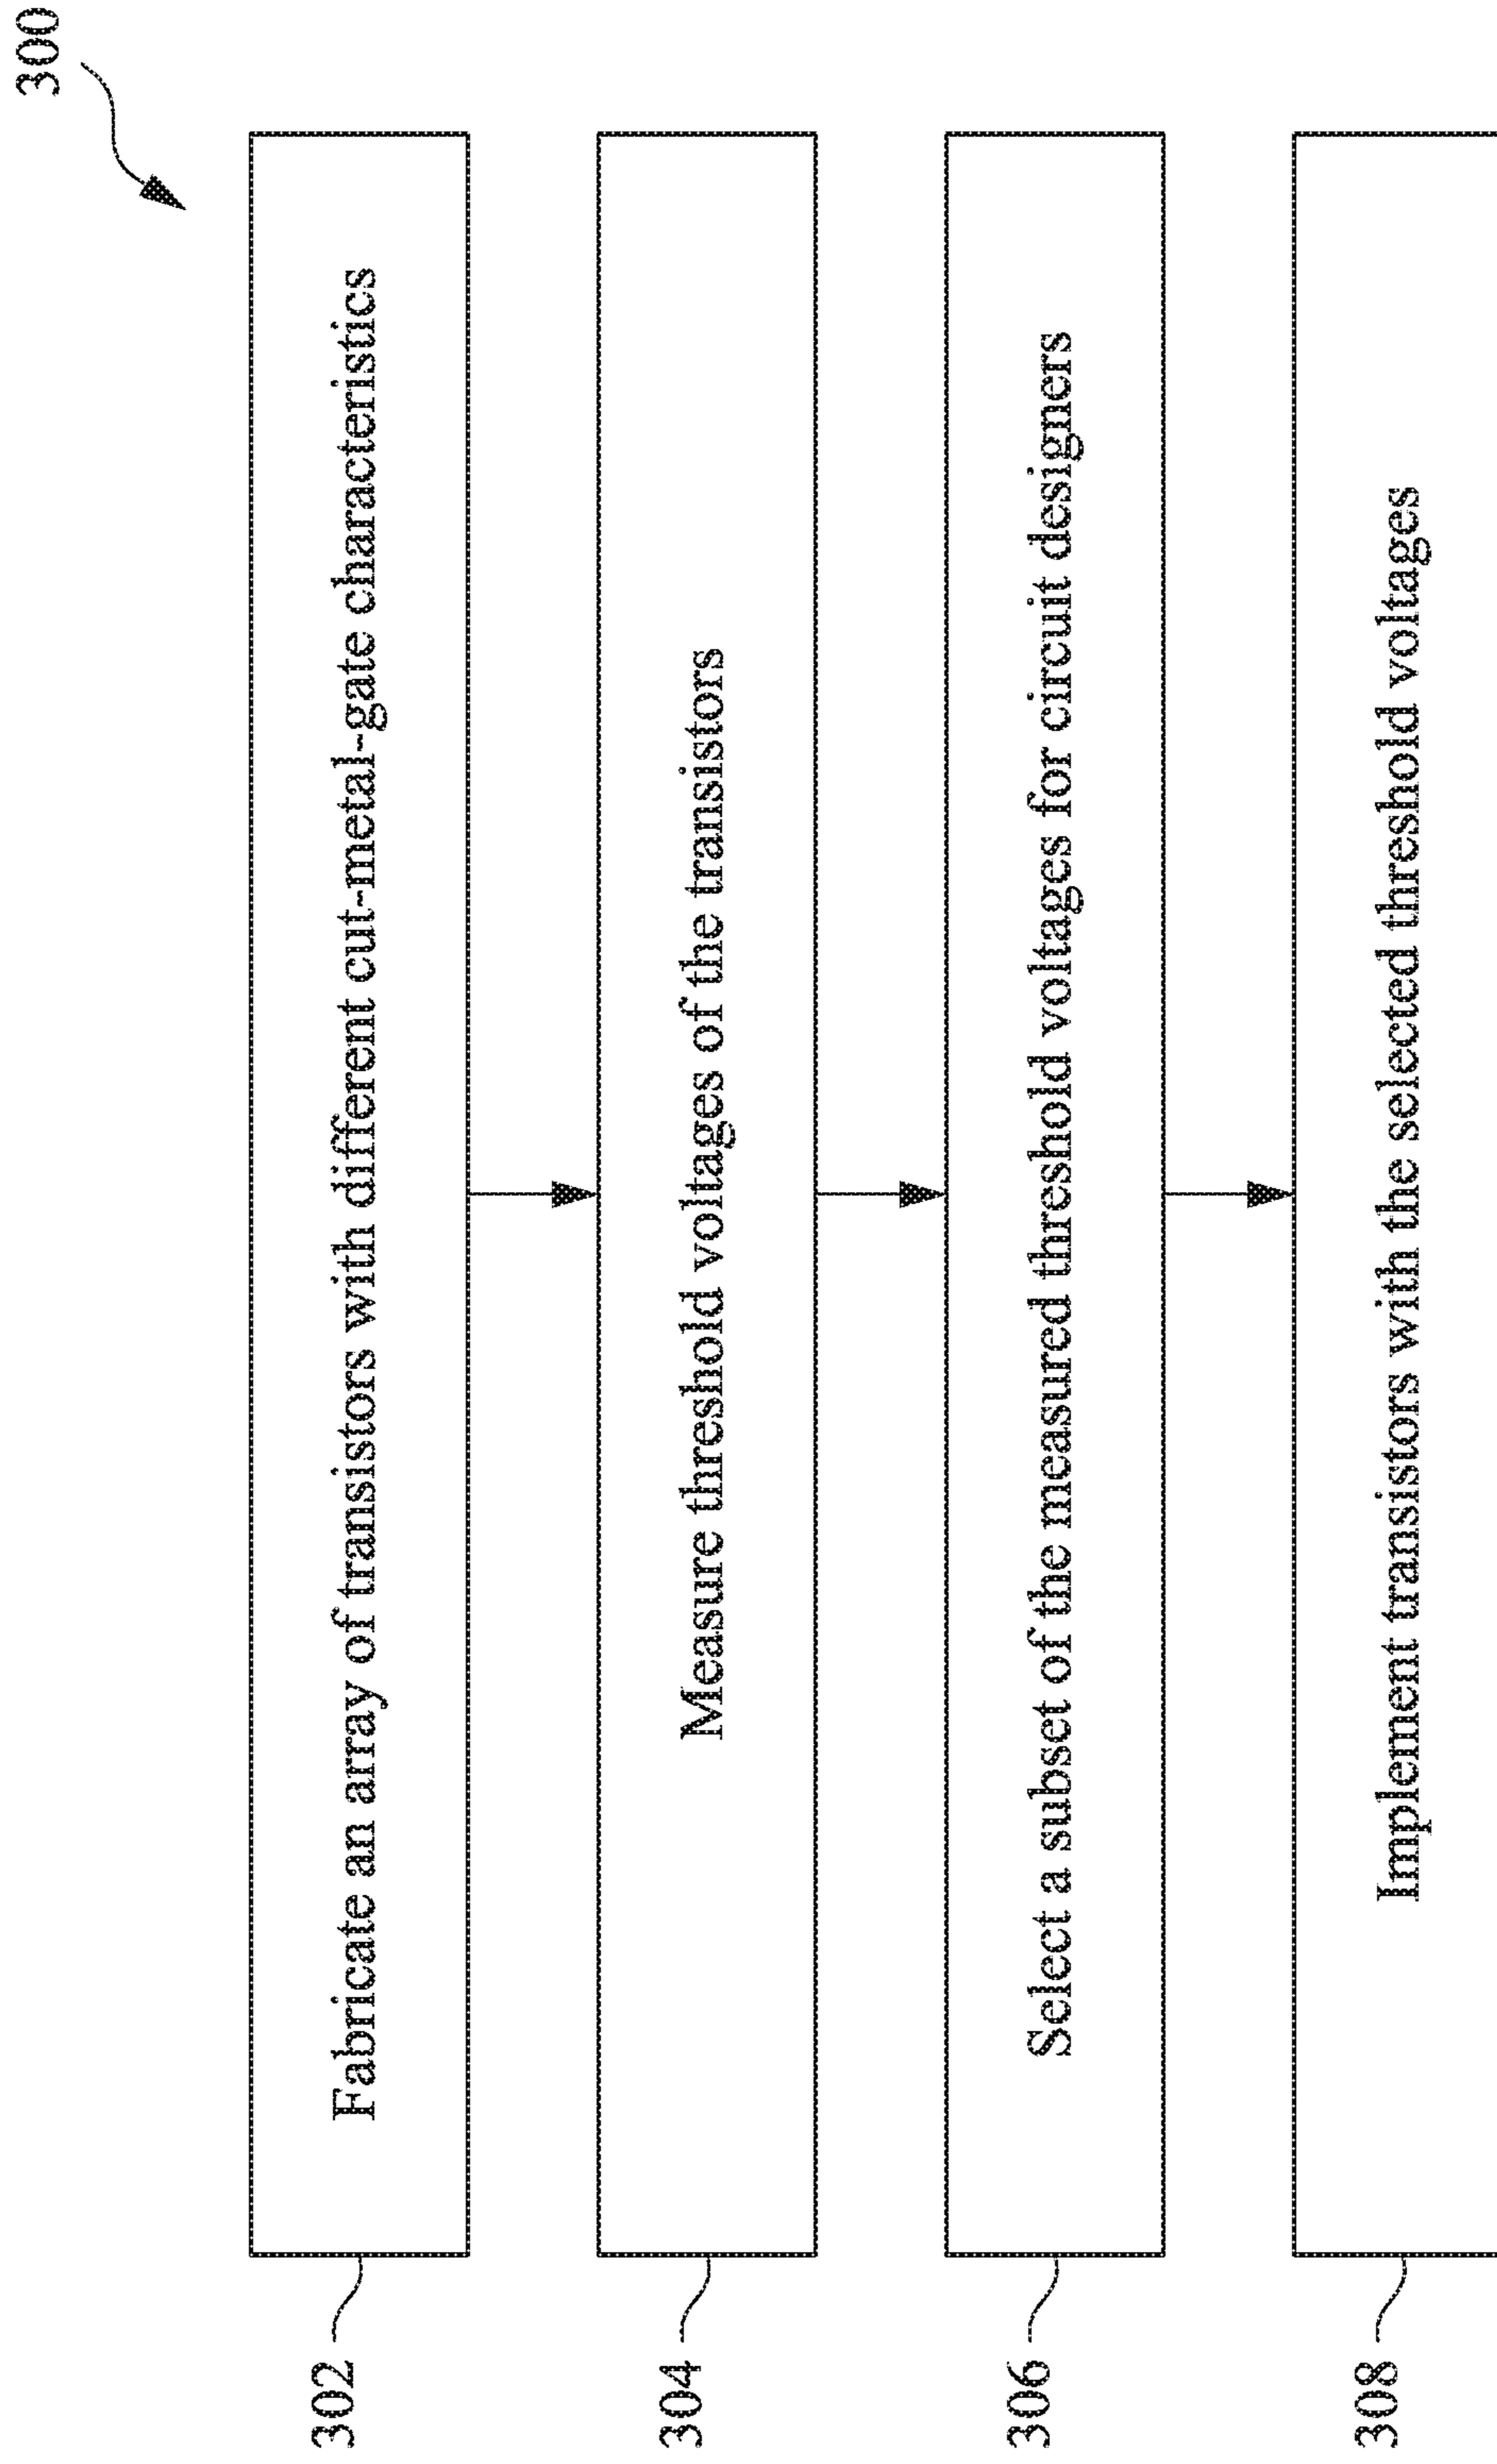 300
302
Fabricate an array of transistors with different cut-metal-gate characteristics
304
Measure threshold voltages of the transistors
306
Select a subset of the measured threshold voltages for circuit designers
308
Implement transistors with the selected threshold voltages